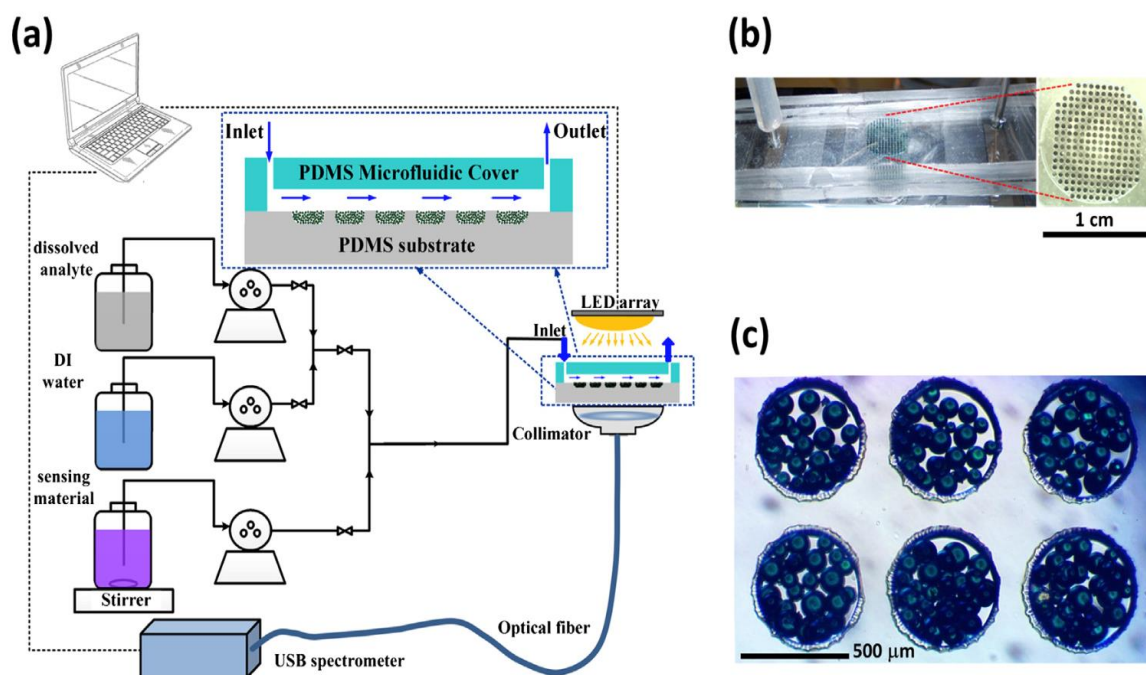 (a)
Inlet
Outlet
PDMS Microfluidic Cover
PDMS substrate
dissolved
analyte
DI
water
sensing
material
Stirrer
LED array
Inlet
Collimator
Optical fiber
USB spectrometer
(b)
1 cm
(c)
500 μm